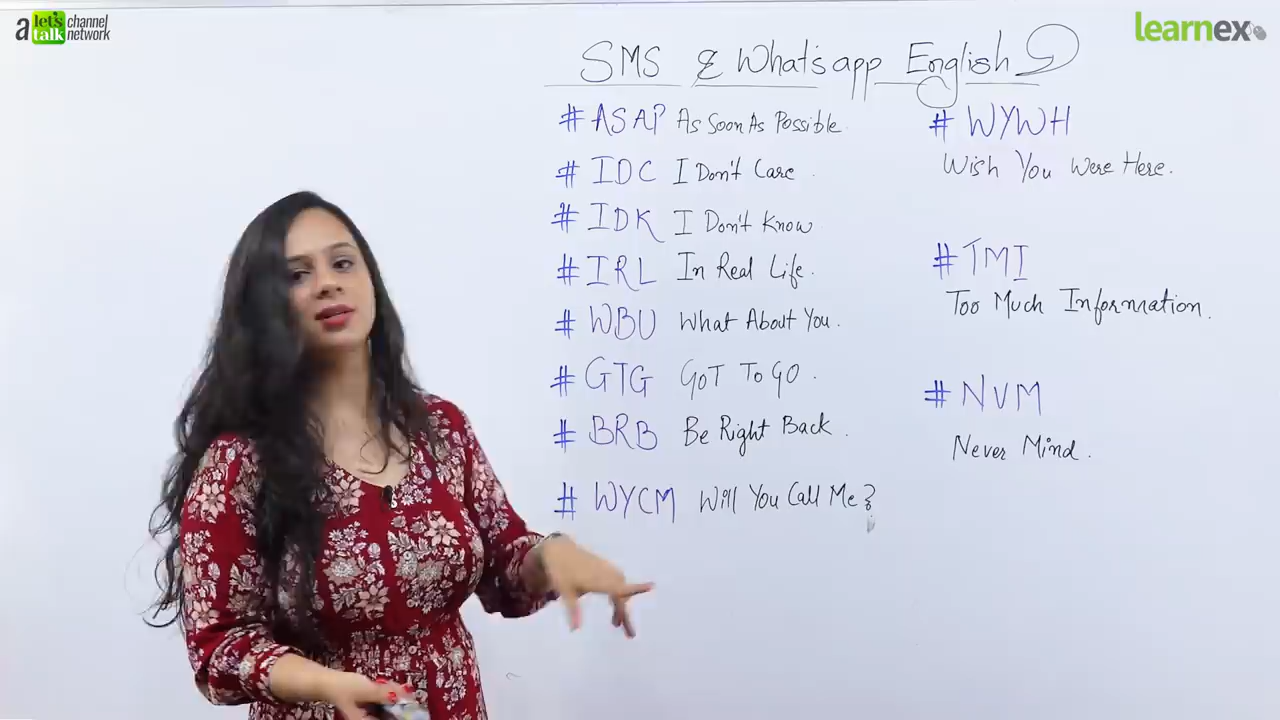 a let's talk channel network
learnex
SMS & Whatsapp English
# ASAP As Soon As Possible
# IDC I Don't Care
# IDK I Don't Know
# IRL In Real Life.
# WBU What About You.
# GTG GOT TO GO.
# BRB Be Right Back.
# WYCM Will You Call Me?
# WYWH
Wish You Were Here.
# TMI
Too Much Information.
# NVM
Never Mind.